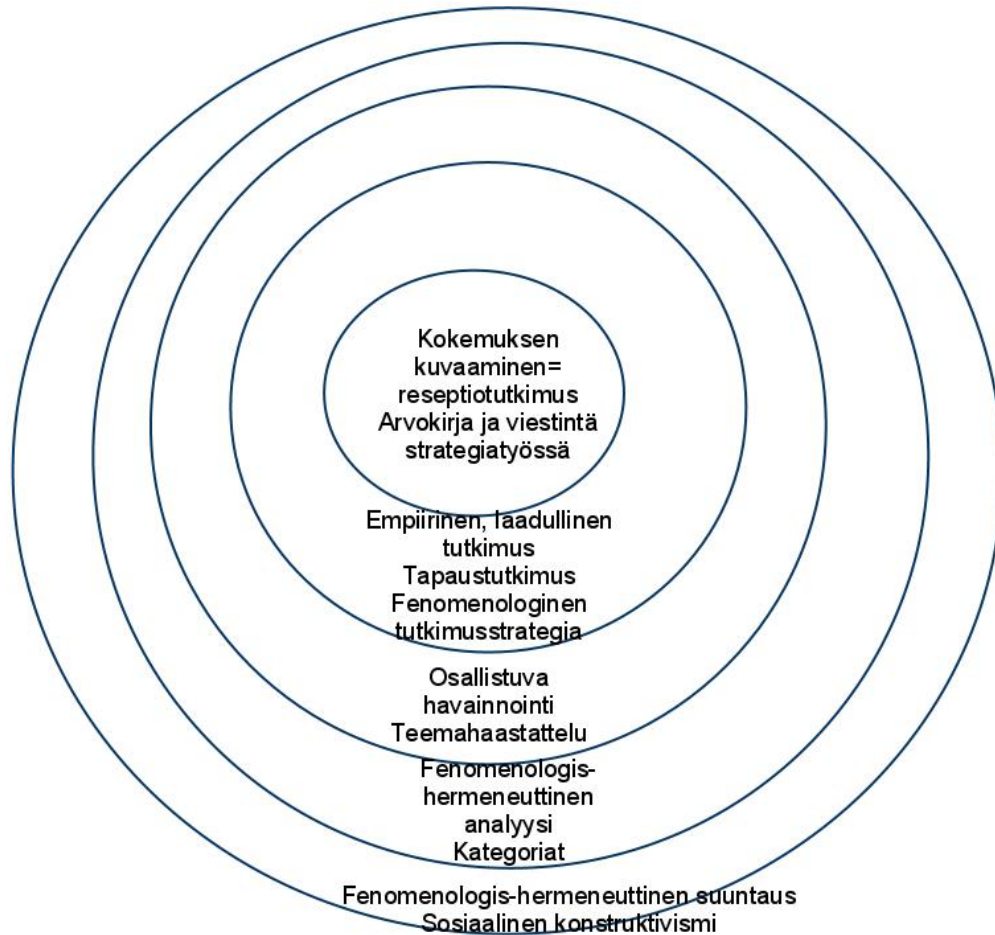 Kokemuksen
kuvaaminen=
reseptiotutkimus
Arvokirja ja viestintä
strategiatyössä
Empiirinen, laadullinen
tutkimus
Tapaustutkimus
Fenomenologinen
tutkimusstrategia
Osallistuva
havainnointi
Teemahaastattelu
Fenomenologis-
hermeneuttinen
analyysi
Kategoriat
Fenomenologis-hermeneuttinen suuntaus
Sosiaalinen konstruktivismi